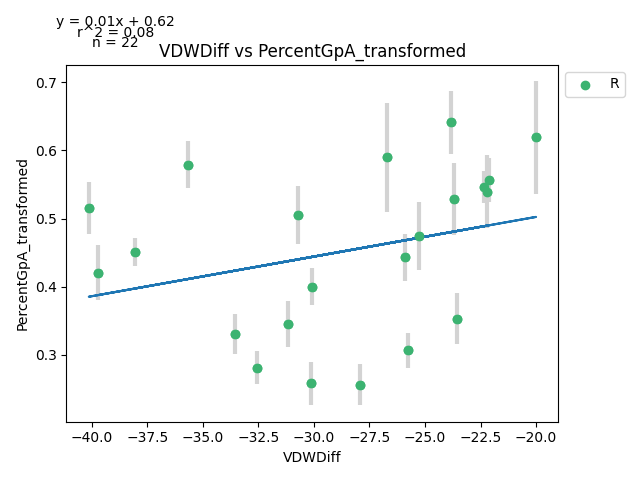 y = 0.01x + 0.62
r^2 = 0.08
n = 22
VDWDiff vs PercentGpA_transformed
R
PercentGpA_transformed
0.7
0.6
0.5
0.4
0.3
−40.0 −37.5 −35.0 −32.5 −30.0 −27.5 −25.0 −22.5 −20.0
VDWDiff